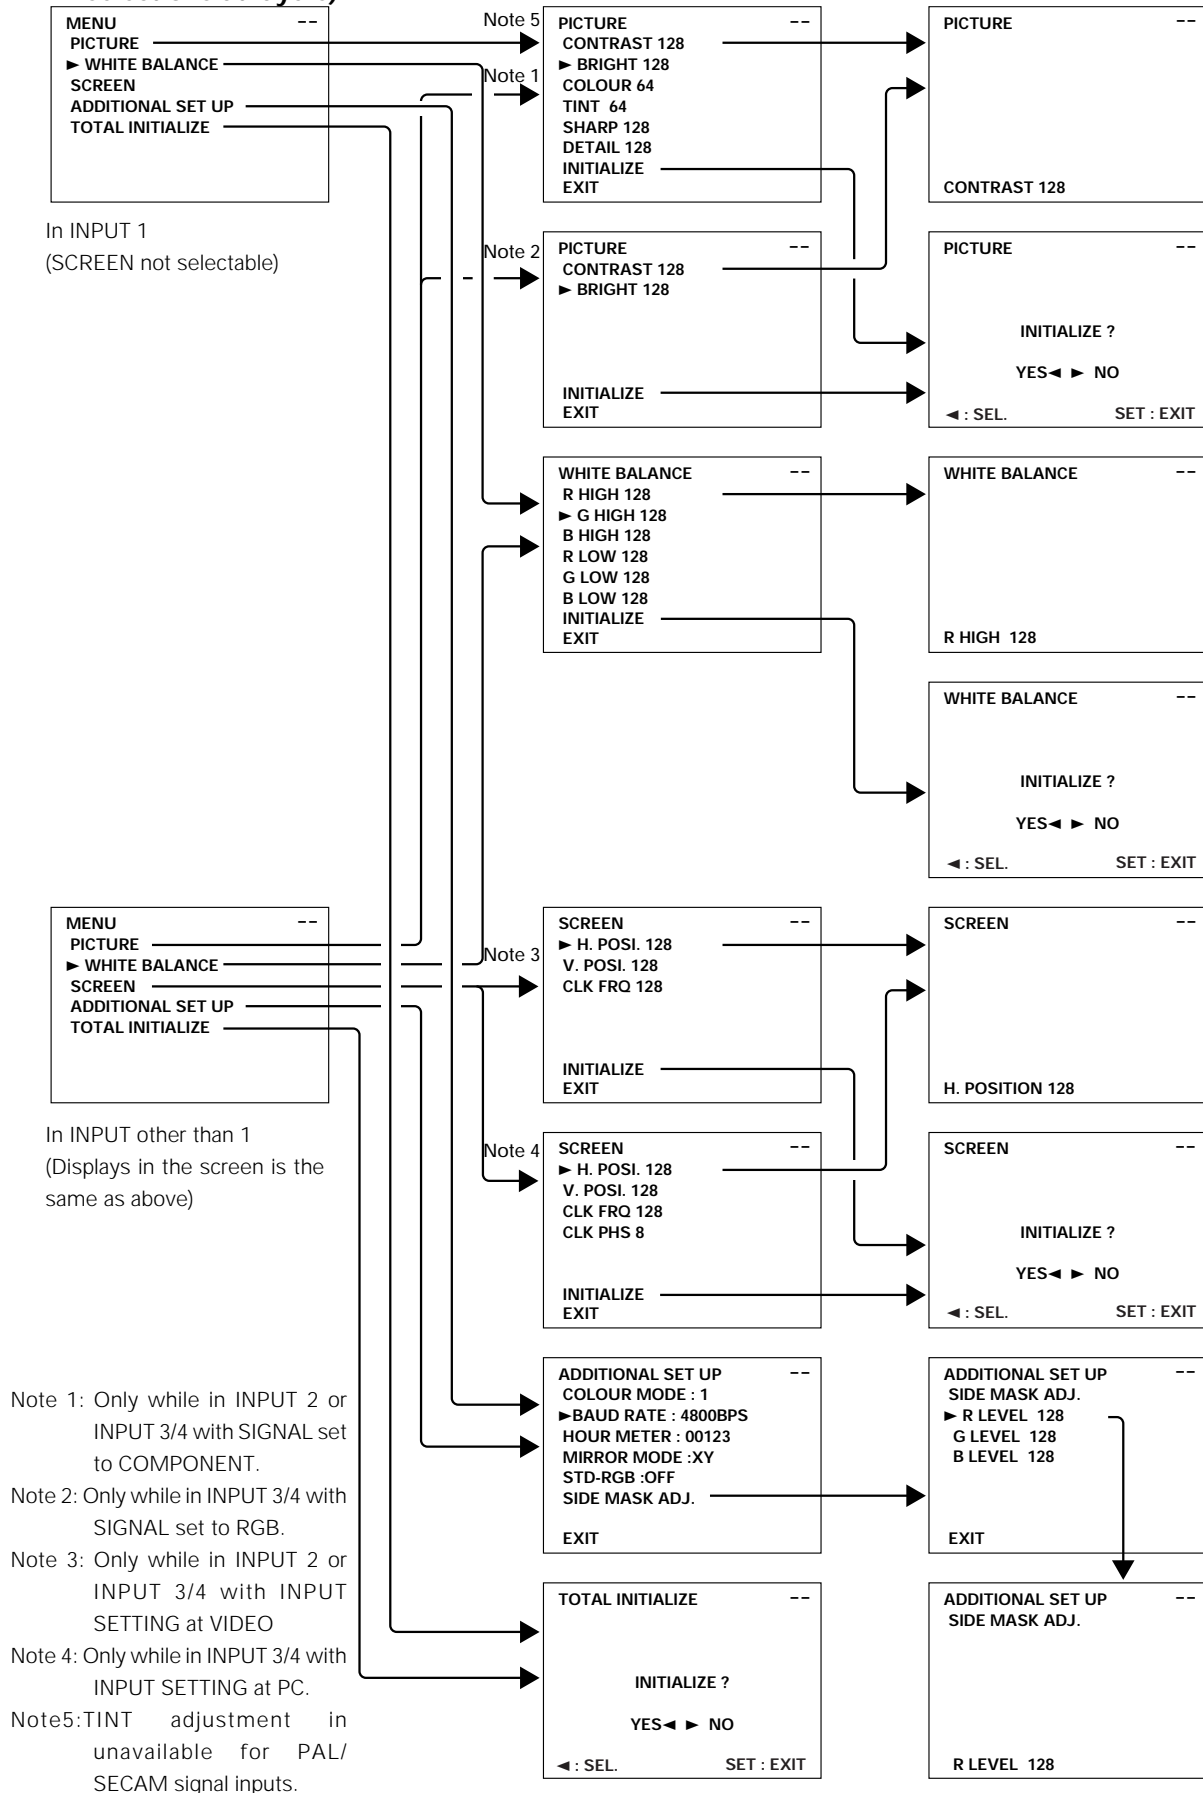 MENU --
PICTURE
► WHITE BALANCE
SCREEN
ADDITIONAL SET UP
TOTAL INITIALIZE
In INPUT 1
(SCREEN not selectable)
Note 5
Note 1
PICTURE --
CONTRAST 128
► BRIGHT 128
COLOUR 64
TINT 64
SHARP 128
DETAIL 128
INITIALIZE
EXIT
PICTURE --
CONTRAST 128
Note 2
PICTURE --
CONTRAST 128
► BRIGHT 128
INITIALIZE
EXIT
PICTURE --
INITIALIZE ?
YES◄ ► NO
◄ : SEL. SET : EXIT
WHITE BALANCE --
R HIGH 128
► G HIGH 128
B HIGH 128
R LOW 128
G LOW 128
B LOW 128
INITIALIZE
EXIT
WHITE BALANCE --
R HIGH 128
WHITE BALANCE --
INITIALIZE ?
YES◄ ► NO
◄ : SEL. SET : EXIT
MENU --
PICTURE
► WHITE BALANCE
SCREEN
ADDITIONAL SET UP
TOTAL INITIALIZE
In INPUT other than 1
(Displays in the screen is the
same as above)
Note 3
SCREEN --
► H. POSI. 128
V. POSI. 128
CLK FRQ 128
INITIALIZE
EXIT
SCREEN --
H. POSITION 128
Note 4
SCREEN --
► H. POSI. 128
V. POSI. 128
CLK FRQ 128
CLK PHS 8
INITIALIZE
EXIT
SCREEN --
INITIALIZE ?
YES◄ ► NO
◄ : SEL. SET : EXIT
ADDITIONAL SET UP --
COLOUR MODE : 1
►BAUD RATE : 4800BPS
HOUR METER : 00123
MIRROR MODE :XY
STD-RGB :OFF
SIDE MASK ADJ.
EXIT
ADDITIONAL SET UP --
SIDE MASK ADJ.
► R LEVEL 128
G LEVEL 128
B LEVEL 128
EXIT
TOTAL INITIALIZE --
INITIALIZE ?
YES◄ ► NO
◄ : SEL. SET : EXIT
ADDITIONAL SET UP --
SIDE MASK ADJ.
R LEVEL 128
Note 1: Only while in INPUT 2 or
INPUT 3/4 with SIGNAL set
to COMPONENT.
Note 2: Only while in INPUT 3/4 with
SIGNAL set to RGB.
Note 3: Only while in INPUT 2 or
INPUT 3/4 with INPUT
SETTING at VIDEO
Note 4: Only while in INPUT 3/4 with
INPUT SETTING at PC.
Note5:TINT adjustment in
unavailable for PAL/
SECAM signal inputs.